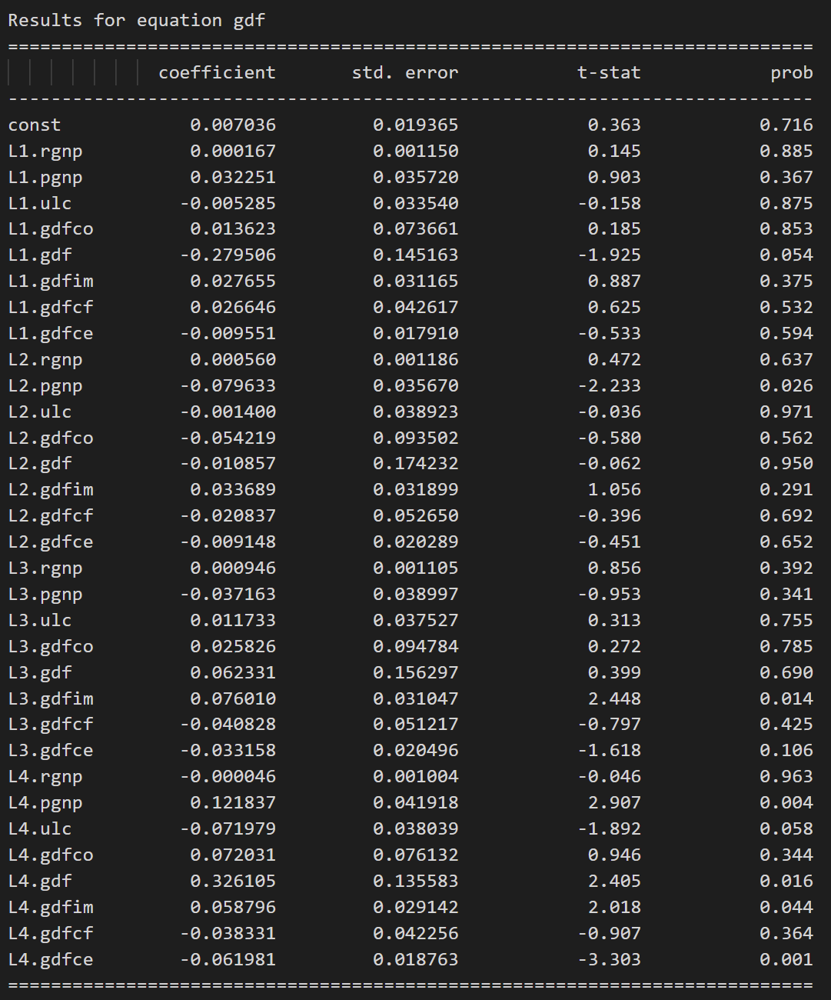 Results for equation gdf
===========================================================================
coefficient std. error t-stat prob
---------------------------------------------------------------------------
const 0.007036 0.019365 0.363 0.716
L1.rgnp 0.000167 0.001150 0.145 0.885
L1.pgnp 0.032251 0.035720 0.903 0.367
L1.ulc -0.005285 0.033540 -0.158 0.875
L1.gdfco 0.013623 0.073661 0.185 0.853
L1.gdf -0.279506 0.145163 -1.925 0.054
L1.gdfim 0.027655 0.031165 0.887 0.375
L1.gdfcf 0.026646 0.042617 0.625 0.532
L1.gdfce -0.009551 0.017910 -0.533 0.594
L2.rgnp 0.000560 0.001186 0.472 0.637
L2.pgnp -0.079633 0.035670 -2.233 0.026
L2.ulc -0.001400 0.038923 -0.036 0.971
L2.gdfco -0.054219 0.093502 -0.580 0.562
L2.gdf -0.010857 0.174232 -0.062 0.950
L2.gdfim 0.033689 0.031899 1.056 0.291
L2.gdfcf -0.020837 0.052650 -0.396 0.692
L2.gdfce -0.009148 0.020289 -0.451 0.652
L3.rgnp 0.000946 0.001105 0.856 0.392
L3.pgnp -0.037163 0.038997 -0.953 0.341
L3.ulc 0.011733 0.037527 0.313 0.755
L3.gdfco 0.025826 0.094784 0.272 0.785
L3.gdf 0.062331 0.156297 0.399 0.690
L3.gdfim 0.076010 0.031047 2.448 0.014
L3.gdfcf -0.040828 0.051217 -0.797 0.425
L3.gdfce -0.033158 0.020496 -1.618 0.106
L4.rgnp -0.000046 0.001004 -0.046 0.963
L4.pgnp 0.121837 0.041918 2.907 0.004
L4.ulc -0.071979 0.038039 -1.892 0.058
L4.gdfco 0.072031 0.076132 0.946 0.344
L4.gdf 0.326105 0.135583 2.405 0.016
L4.gdfim 0.058796 0.029142 2.018 0.044
L4.gdfcf -0.038331 0.042256 -0.907 0.364
L4.gdfce -0.061981 0.018763 -3.303 0.001
===========================================================================